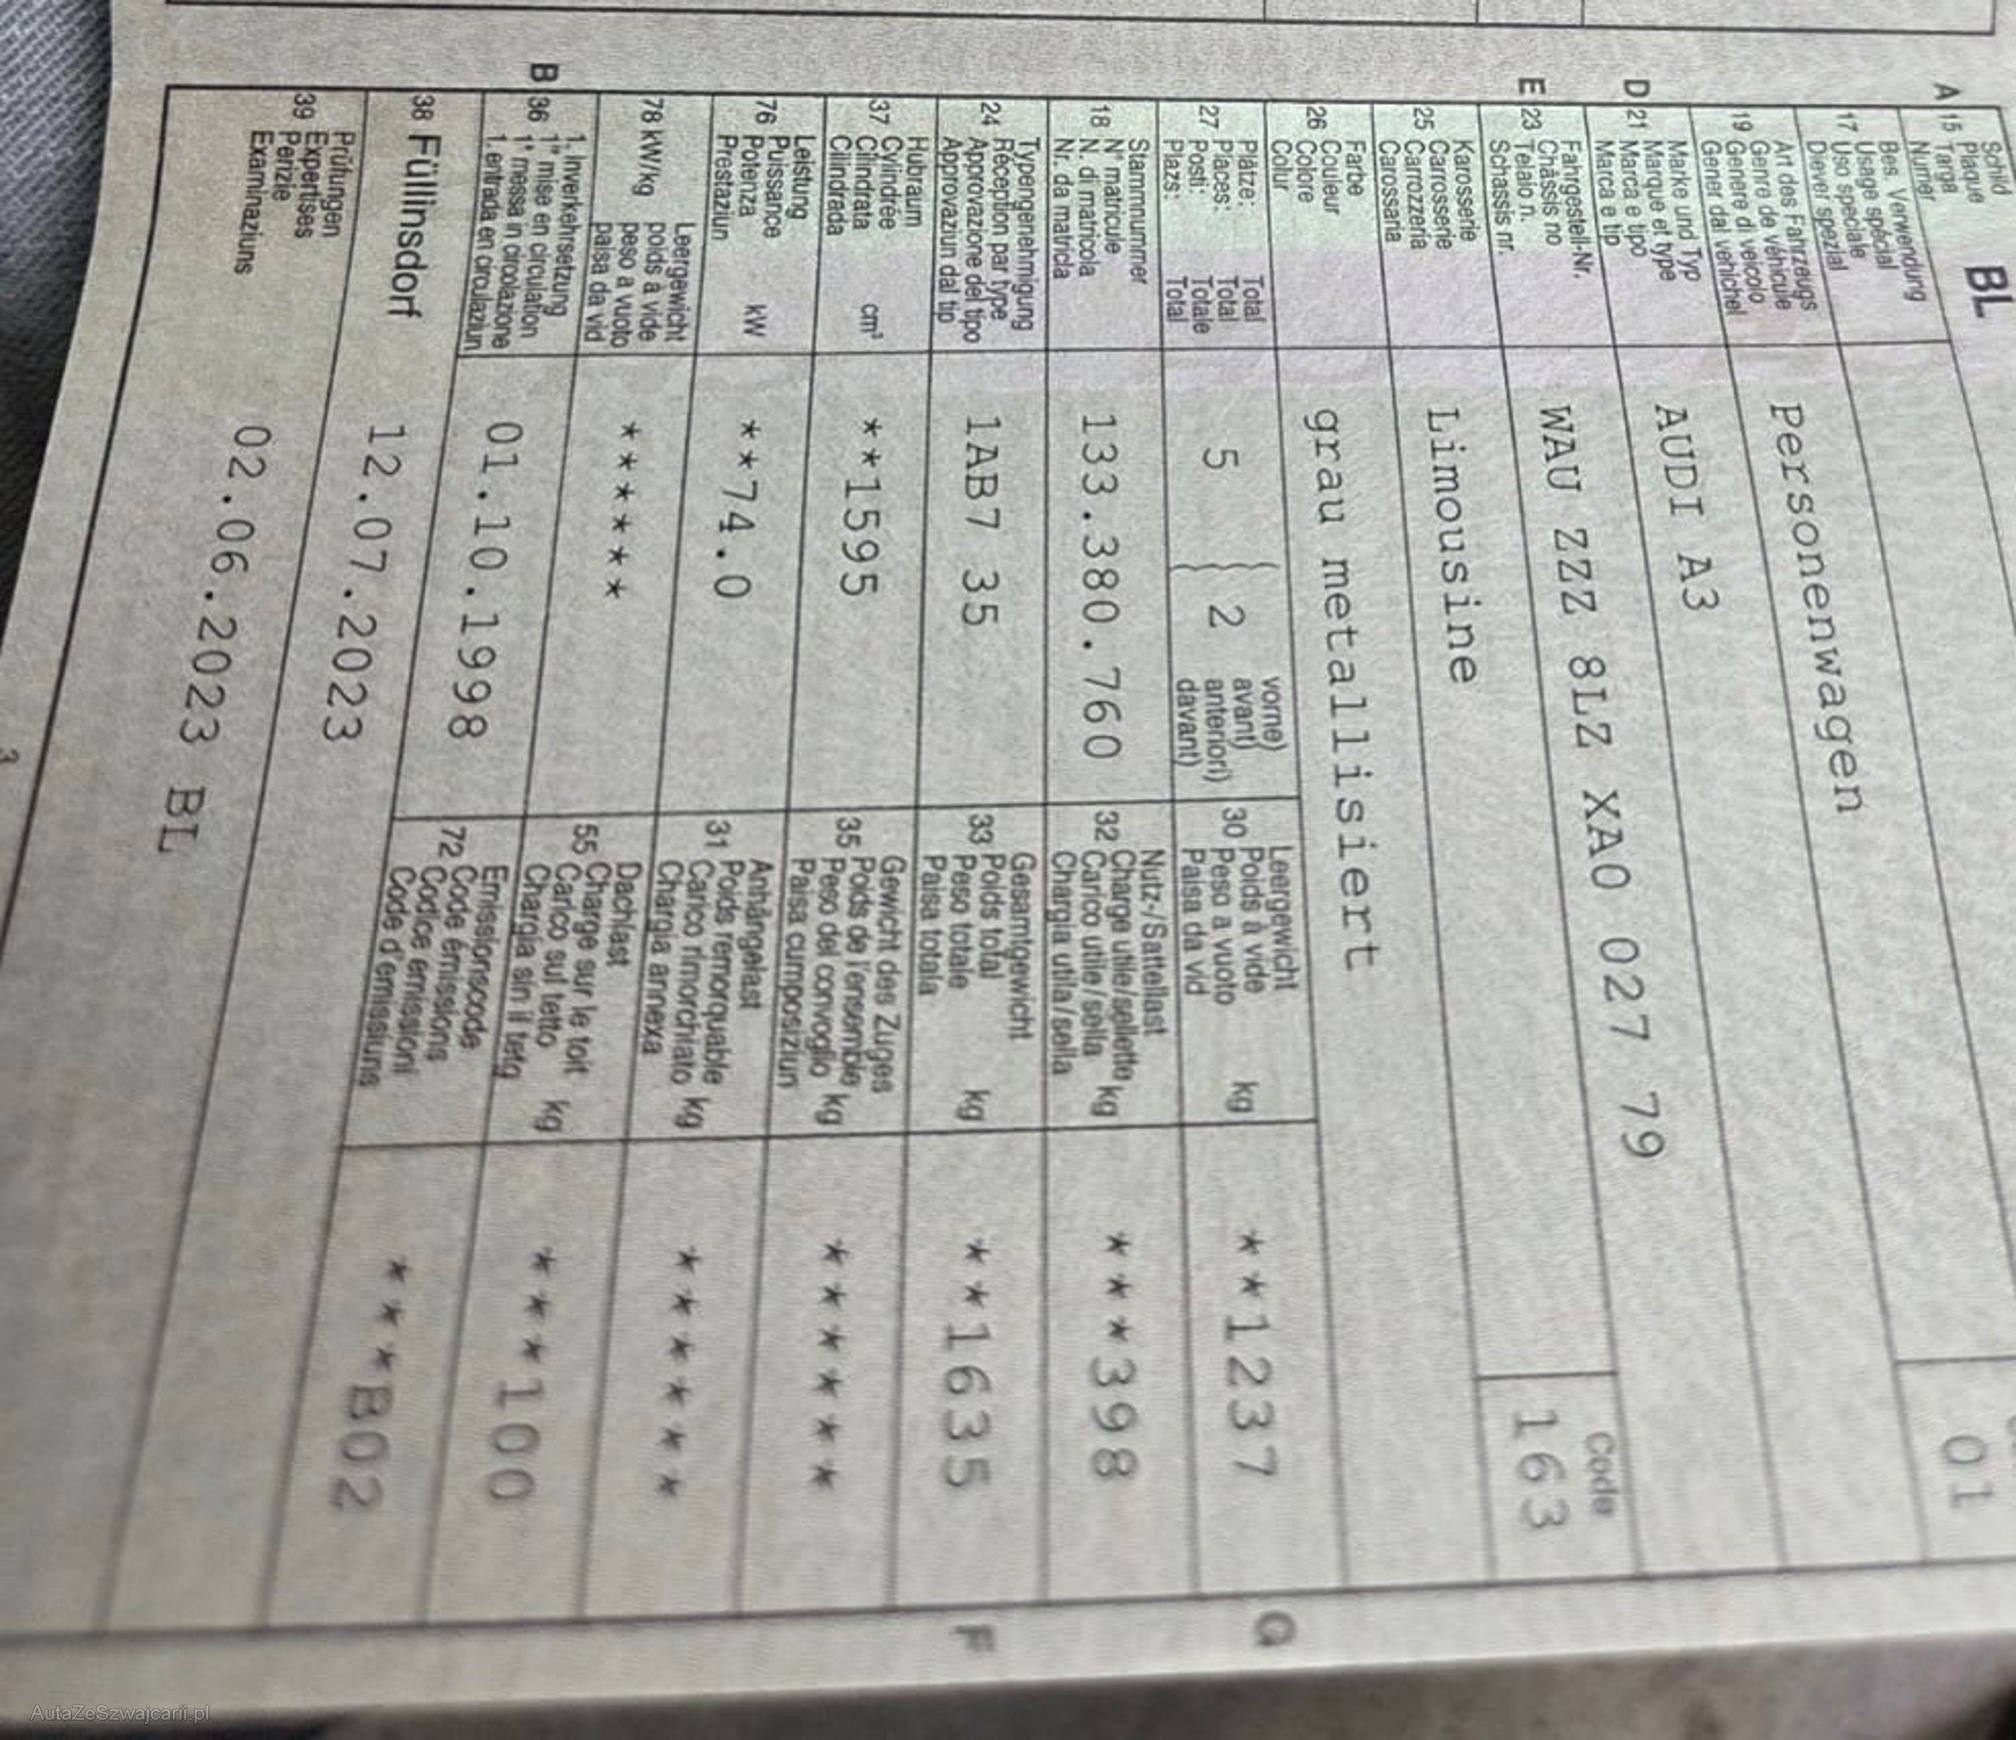 Schild
Plaque
A 15 Targa
Numer
BL
01
Bes. Verwendung
Usage spécial
17 Uso speciale
Diever spezial
Art des Fahrzeugs
Genre de véhicule
19 Genere di veicolo
Gener dal vehichel
Personenwagen
Marke und Typ
Marque et type
D 21 Marca e tipo
Marca e tip
AUDI A3
Fahrgestell-Nr.
Châssis no
E 23 Telaio n.
Schassis nr.
WAU ZZZ 8LZ XA0 027 79
Code
163
Karosserie
Carrosserie
25 Carrozzeria
Carossaria
Limousine
Farbe
Couleur
26 Colore
Colur
grau metallisiert
Plätze: Total
Places: Total
27 Posti: Totale
Plazs: Total
5 { 2
vorne)
avant)
anteriori)
davant)
Leergewicht
Poids à vide
30 Peso a vuoto kg
Paisa da vid
**1237
G
Stammnummer
N° matricule
18 N. di matricola
Nr. da matricla
133.380.760
Nutz-/Sattellast
Charge utile/sellette
32 Carico utile/sella kg
Chargia utila/sella
***398
Typengenehmigung
Réception par type
24 Approvazione del tipo
Approvaziun dal tip
1AB7 35
Gesamtgewicht
Poids total
33 Peso totale kg
Paisa totala
**1635
F
Hubraum
Cylindrée
37 Cilindrata cm³
Cilindrada
**1595
Gewicht des Zuges
Poids de l'ensemble
35 Peso del convoglio kg
Paisa cumposiziun
******
Leistung
Puissance
76 Potenza kW
Prestaziun
**74.0
Anhängelast
Poids remorquable
31 Carico rimorchiato kg
Chargia annexa
******
Leergewicht
poids à vide
78 kW/kg peso a vuoto
paisa da vid
******
Dachlast
Charge sur le toit
55 Carico sul tetto kg
Chargia sin il tetg
***100
1. Inverkehrsetzung
1re mise en circulation
B 36 1a messa in circolazione
1. entrada en circulaziun
01.10.1998
Emissionscode
Code émissions
72 Codice emissioni
Code d'emissiuns
***B02
38 Füllinsdorf
12.07.2023
Prüfungen
Expertises
39 Perizie
Examinaziuns
02.06.2023 BL
3
AutaZeSzwajcarii.pl